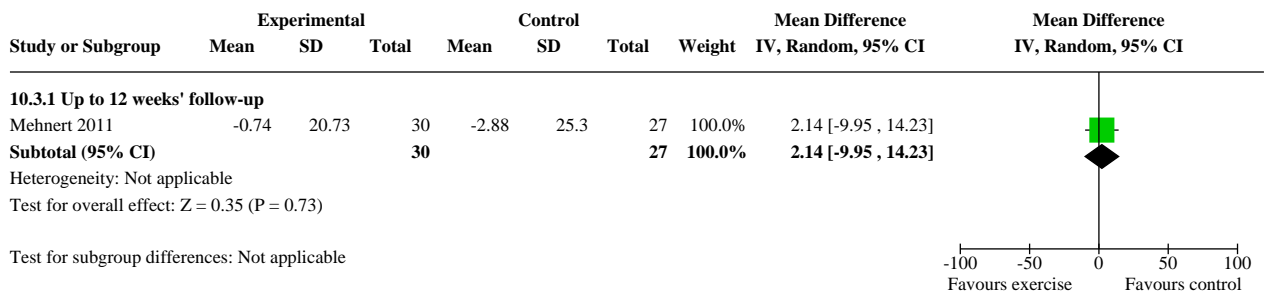 Experimental Control Mean Difference Mean Difference
Study or Subgroup Mean SD Total Mean SD Total Weight IV, Random, 95% CI IV, Random, 95% CI
10.3.1 Up to 12 weeks' follow-up
Mehnert 2011 -0.74 20.73 30 -2.88 25.3 27 100.0% 2.14 [-9.95 , 14.23]
Subtotal (95% CI) 30 27 100.0% 2.14 [-9.95 , 14.23]
Heterogeneity: Not applicable
Test for overall effect: Z = 0.35 (P = 0.73)
Test for subgroup differences: Not applicable
-100 -50 0 50 100
Favours exercise Favours control